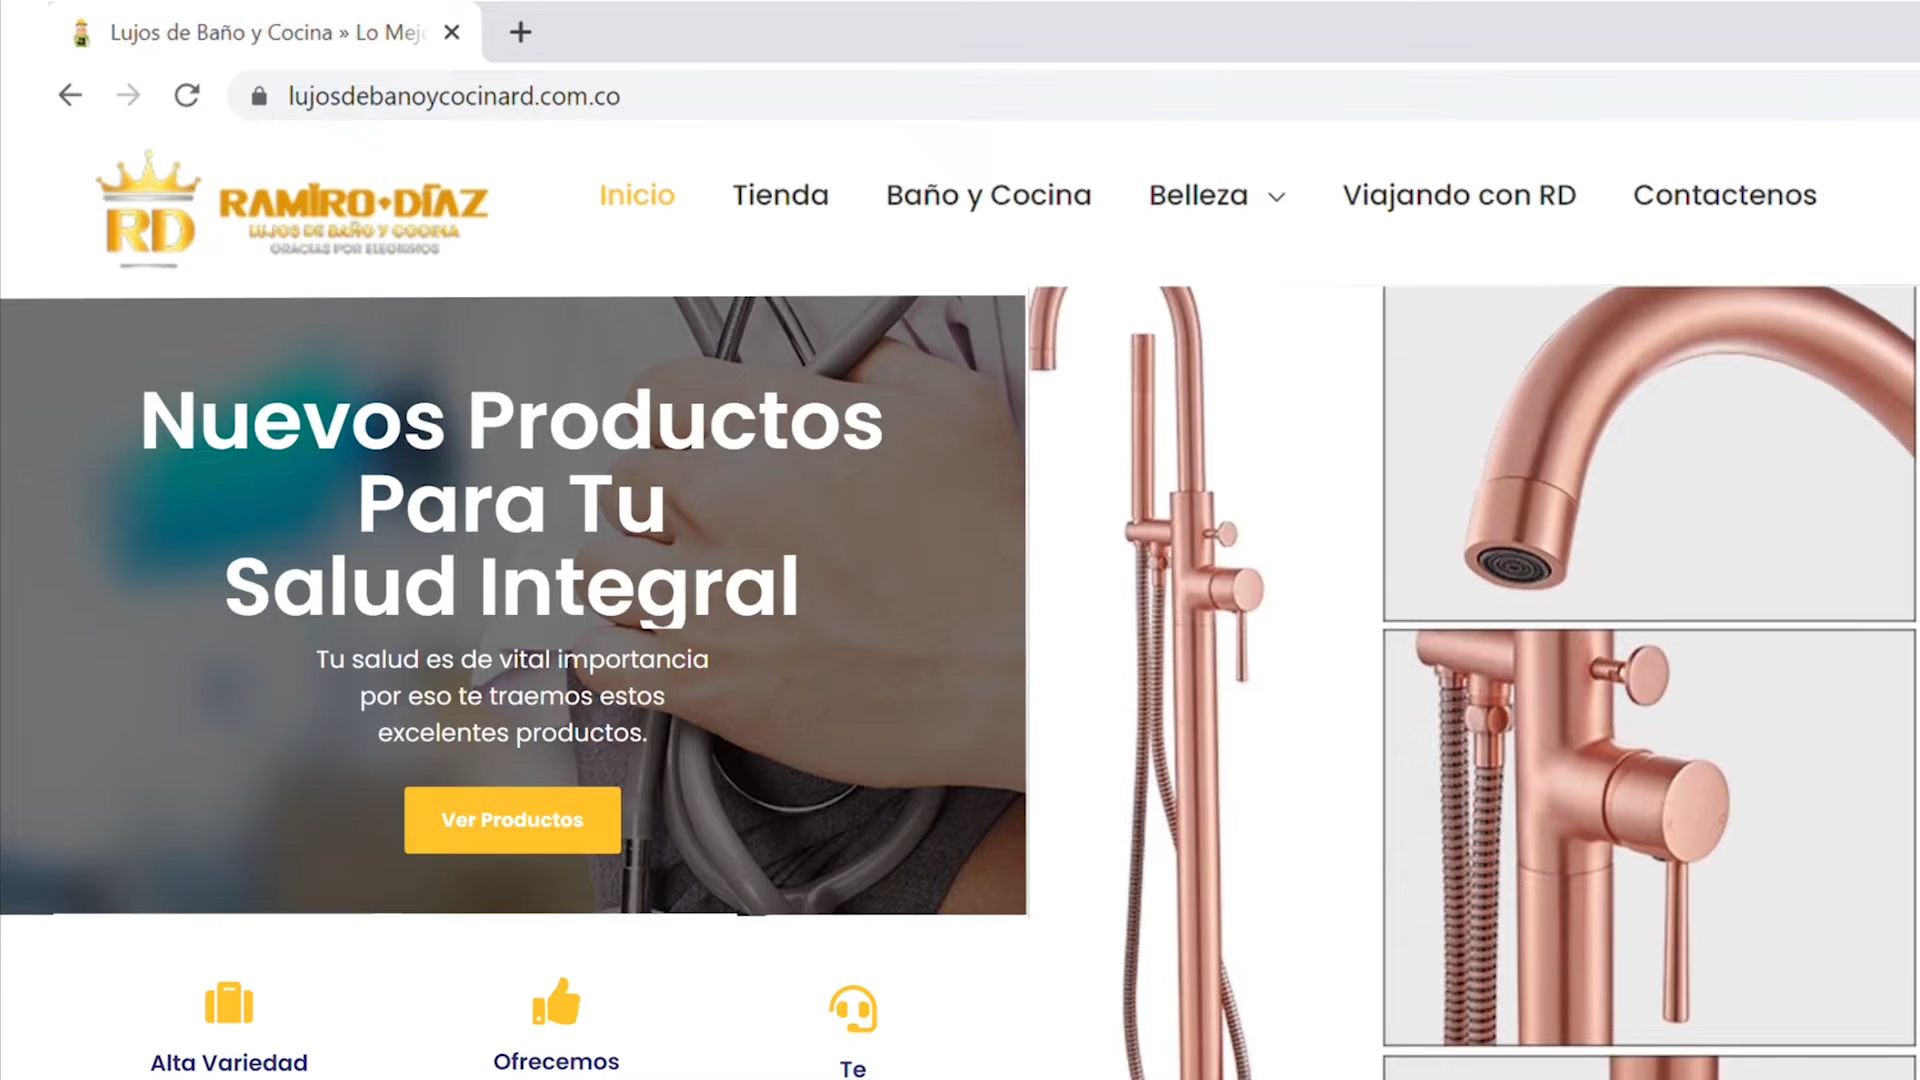 Lujos de Baño y Cocina » Lo Mej
lujosdebanoycocinard.com.co
RD
RAMIRO DÍAZ
LUJOS DE BAÑO Y COCINA
GRACIAS POR ELEGIRNOS
Inicio
Tienda
Baño y Cocina
Belleza
Viajando con RD
Contactenos
Nuevos Productos
Para Tu
Salud Integral
Tu salud es de vital importancia
por eso te traemos estos
excelentes productos.
Ver Productos
Alta Variedad
Ofrecemos
Te